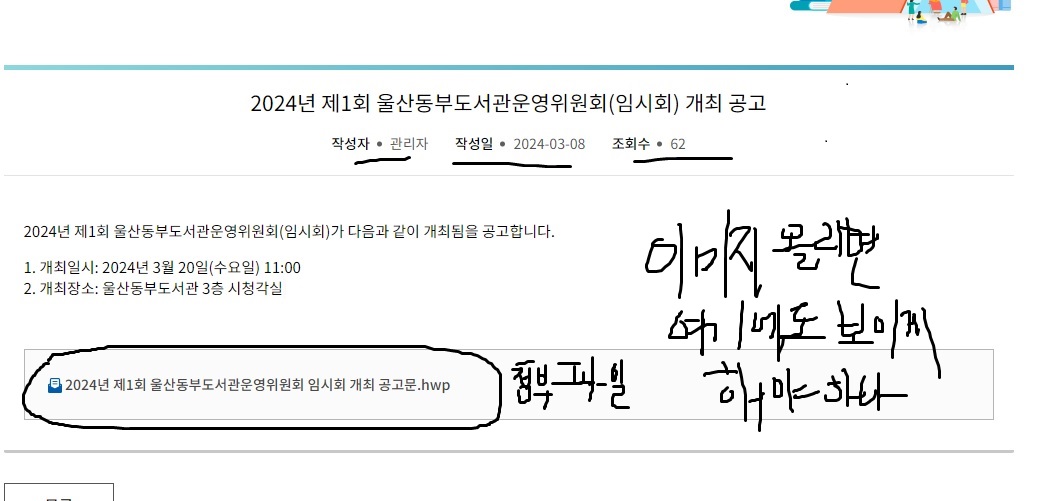 2024년 제1회 울산동부도서관운영위원회(임시회) 개최 공고
작성자 • 관리자 작성일 • 2024-03-08 조회수 • 62
2024년 제1회 울산동부도서관운영위원회(임시회)가 다음과 같이 개최됨을 공고합니다.
1. 개최일시: 2024년 3월 20일(수요일) 11:00
2. 개최장소: 울산동부도서관 3층 시청각실
이미지 올리면
여기에도 보이게
해야하나
2024년 제1회 울산동부도서관운영위원회 임시회 개최 공고문.hwp
첨부파일